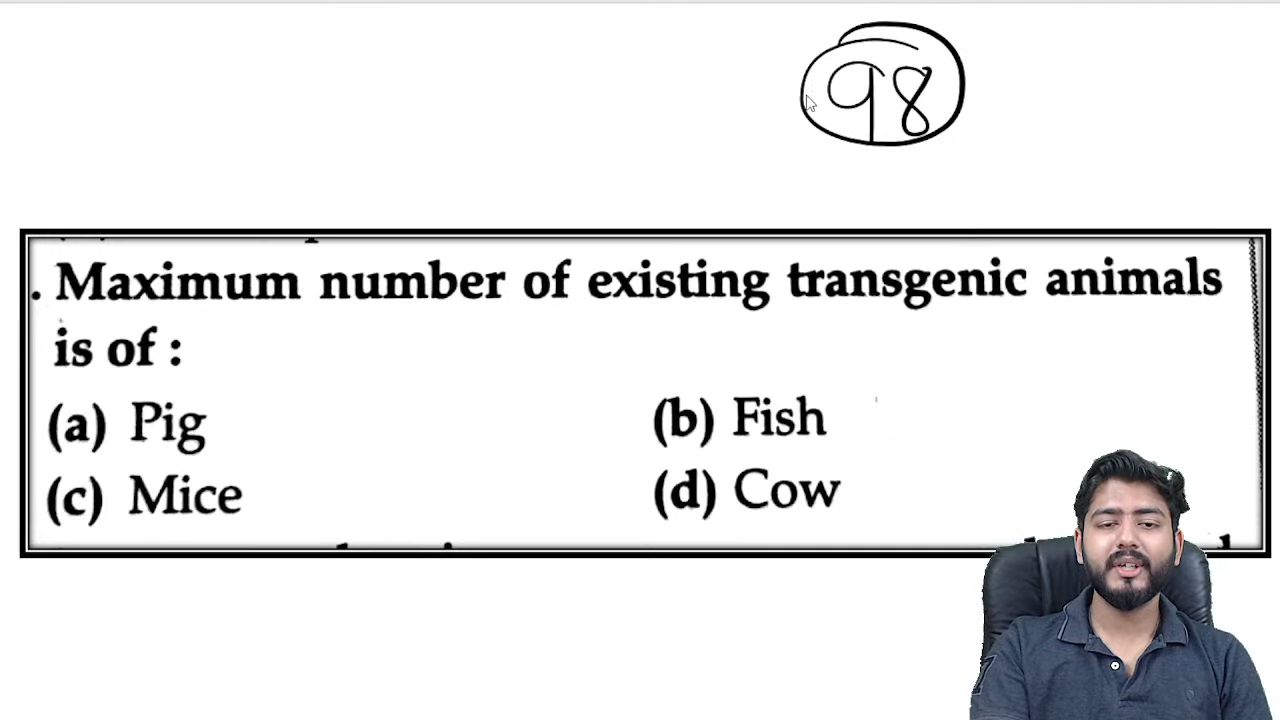 98
. Maximum number of existing transgenic animals
is of :
(a) Pig (b) Fish
(c) Mice (d) Cow